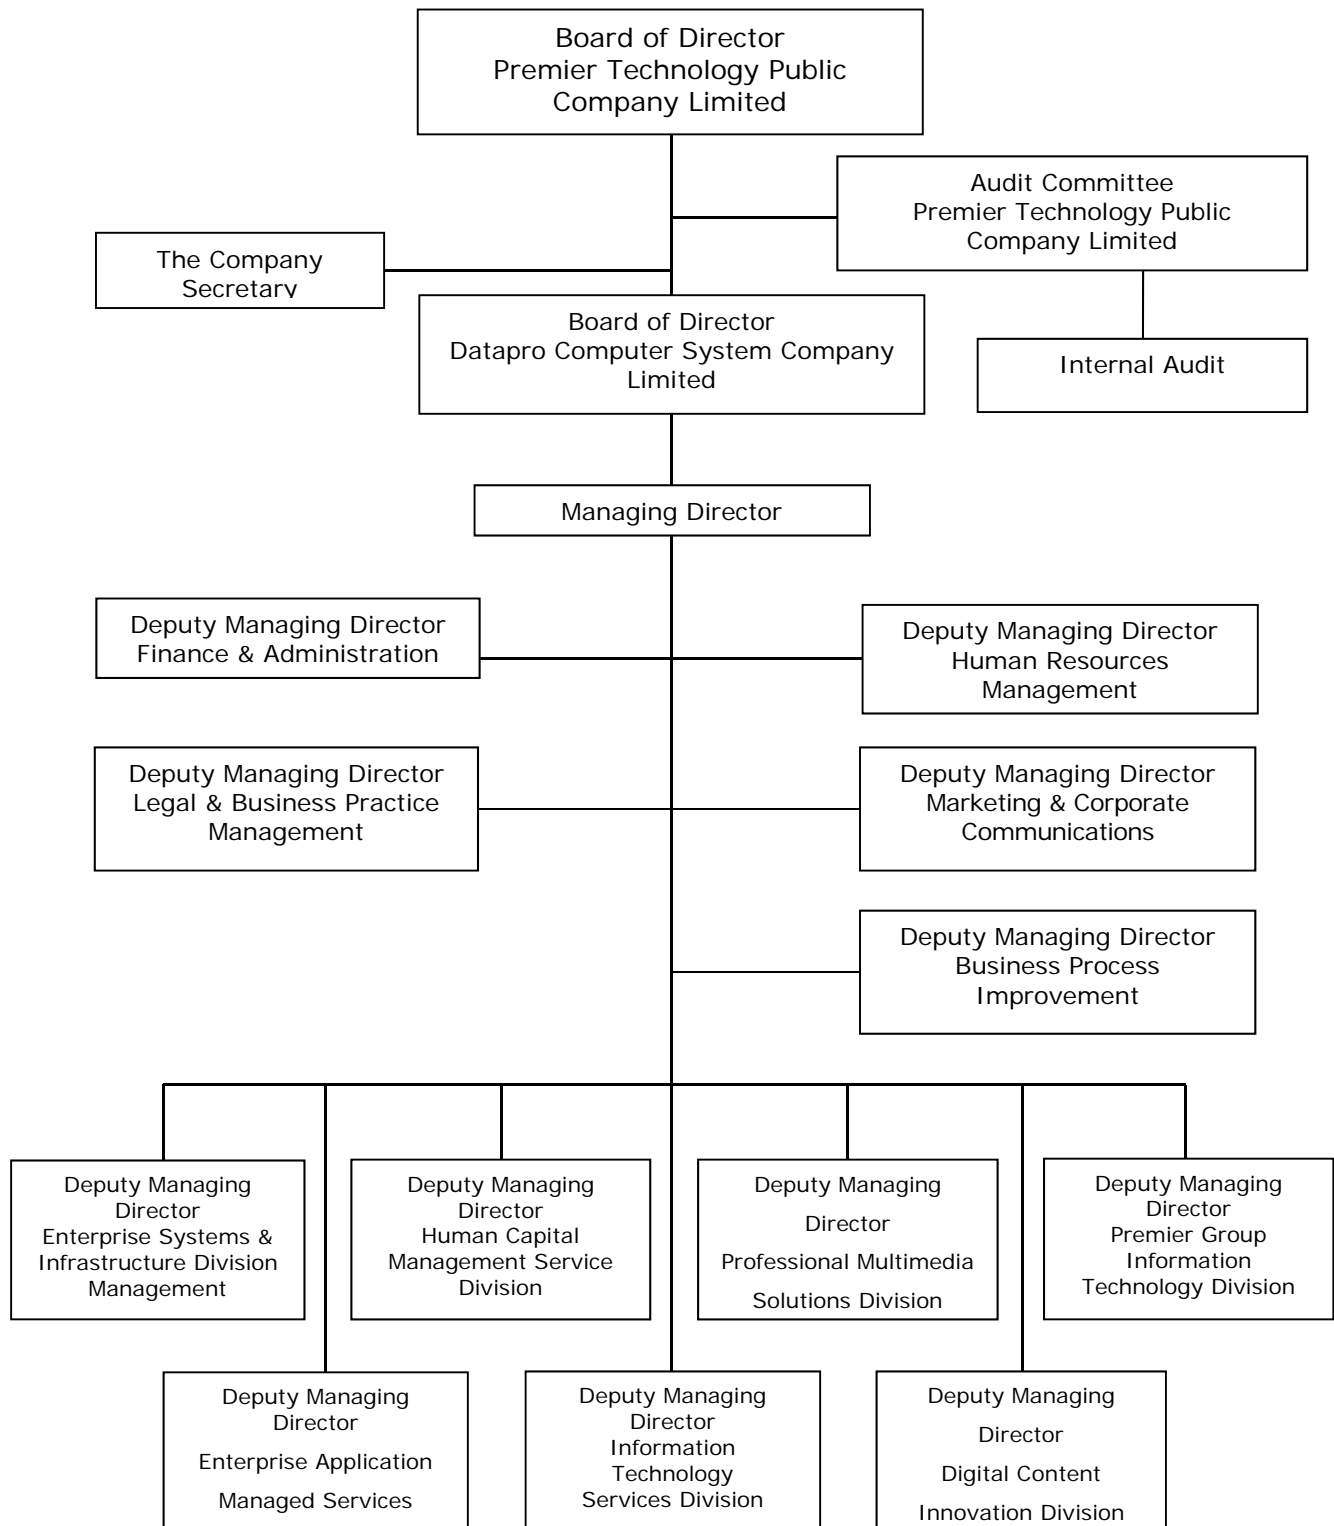 Board of Director
Premier Technology Public
Company Limited
Audit Committee
Premier Technology Public
Company Limited
The Company
Secretary
Board of Director
Datapro Computer System Company
Limited
Internal Audit
Managing Director
Deputy Managing Director
Finance & Administration
Deputy Managing Director
Human Resources
Management
Deputy Managing Director
Legal & Business Practice
Management
Deputy Managing Director
Marketing & Corporate
Communications
Deputy Managing Director
Business Process
Improvement
Deputy Managing
Director
Enterprise Systems &
Infrastructure Division
Management
Deputy Managing
Director
Human Capital
Management Service
Division
Deputy Managing
Director
Professional Multimedia
Solutions Division
Deputy Managing
Director
Premier Group
Information
Technology Division
Deputy Managing
Director
Enterprise Application
Managed Services
Deputy Managing
Director
Information
Technology
Services Division
Deputy Managing
Director
Digital Content
Innovation Division